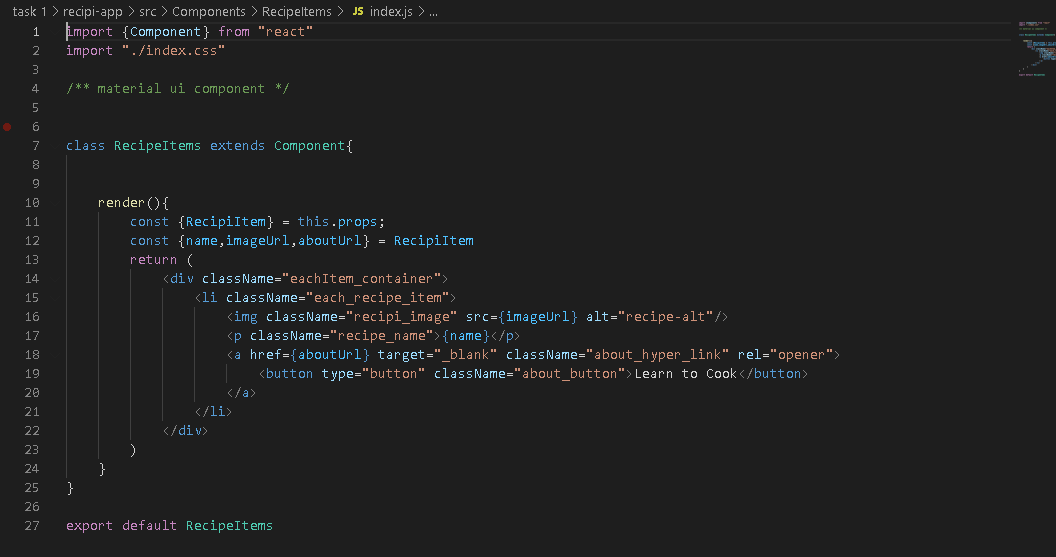 task 1 > recipi-app > src > Components > RecipeItems > JS index.js > ...
1 import {Component} from "react"
2 import "./index.css"
3
4 /** material ui component */
5
6
7 class RecipeItems extends Component{
8
9
10     render(){
11         const {RecipiItem} = this.props;
12         const {name,imageUrl,aboutUrl} = RecipiItem
13         return (
14             <div className="eachItem_container">
15                 <li className="each_recipe_item">
16                     <img className="recipi_image" src={imageUrl} alt="recipe-alt"/>
17                     <p className="recipe_name">{name}</p>
18                     <a href={aboutUrl} target="_blank" className="about_hyper_link" rel="opener">
19                         <button type="button" className="about_button">Learn to Cook</button>
20                     </a>
21                 </li>
22             </div>
23         )
24     }
25 }
26
27 export default RecipeItems